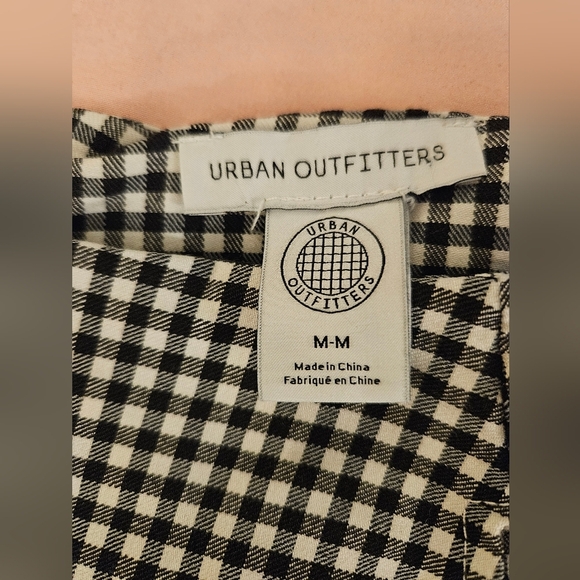 URBAN OUTFITTERS
URBAN
OUTFITTERS
M-M
Made in China
Fabriqué en Chine